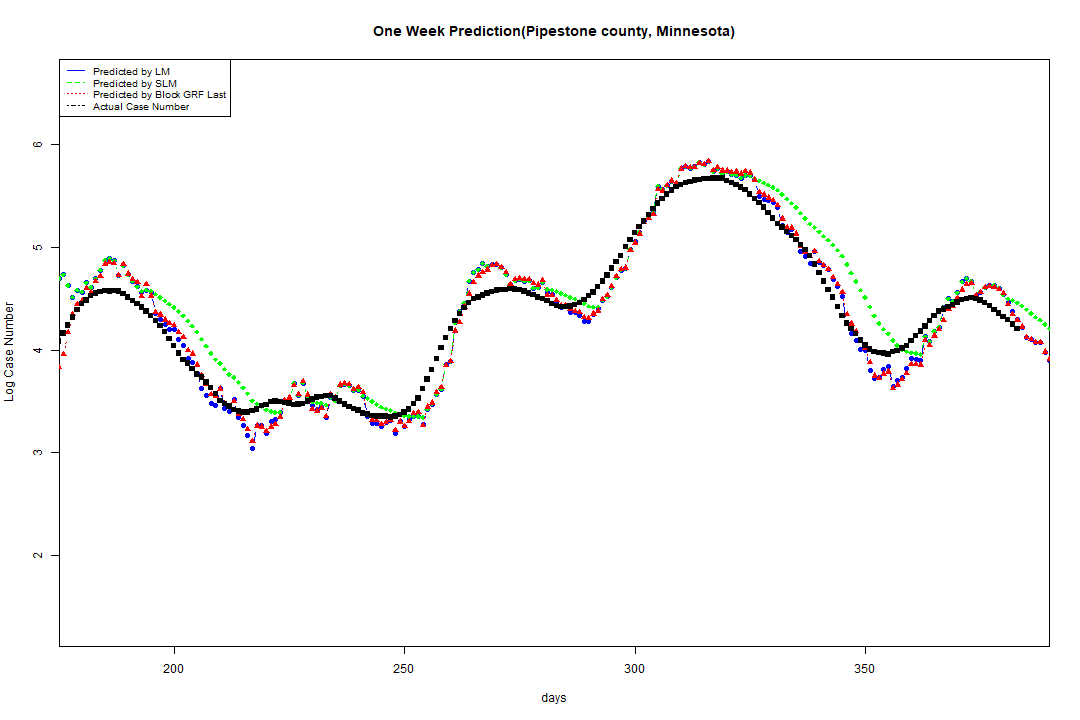 One Week Prediction(Pipestone county, Minnesota)
Predicted by LM
Predicted by SLM
Predicted by Block GRF Last
Actual Case Number
6
5
4
3
2
Log Case Number
200 250 300 350
days